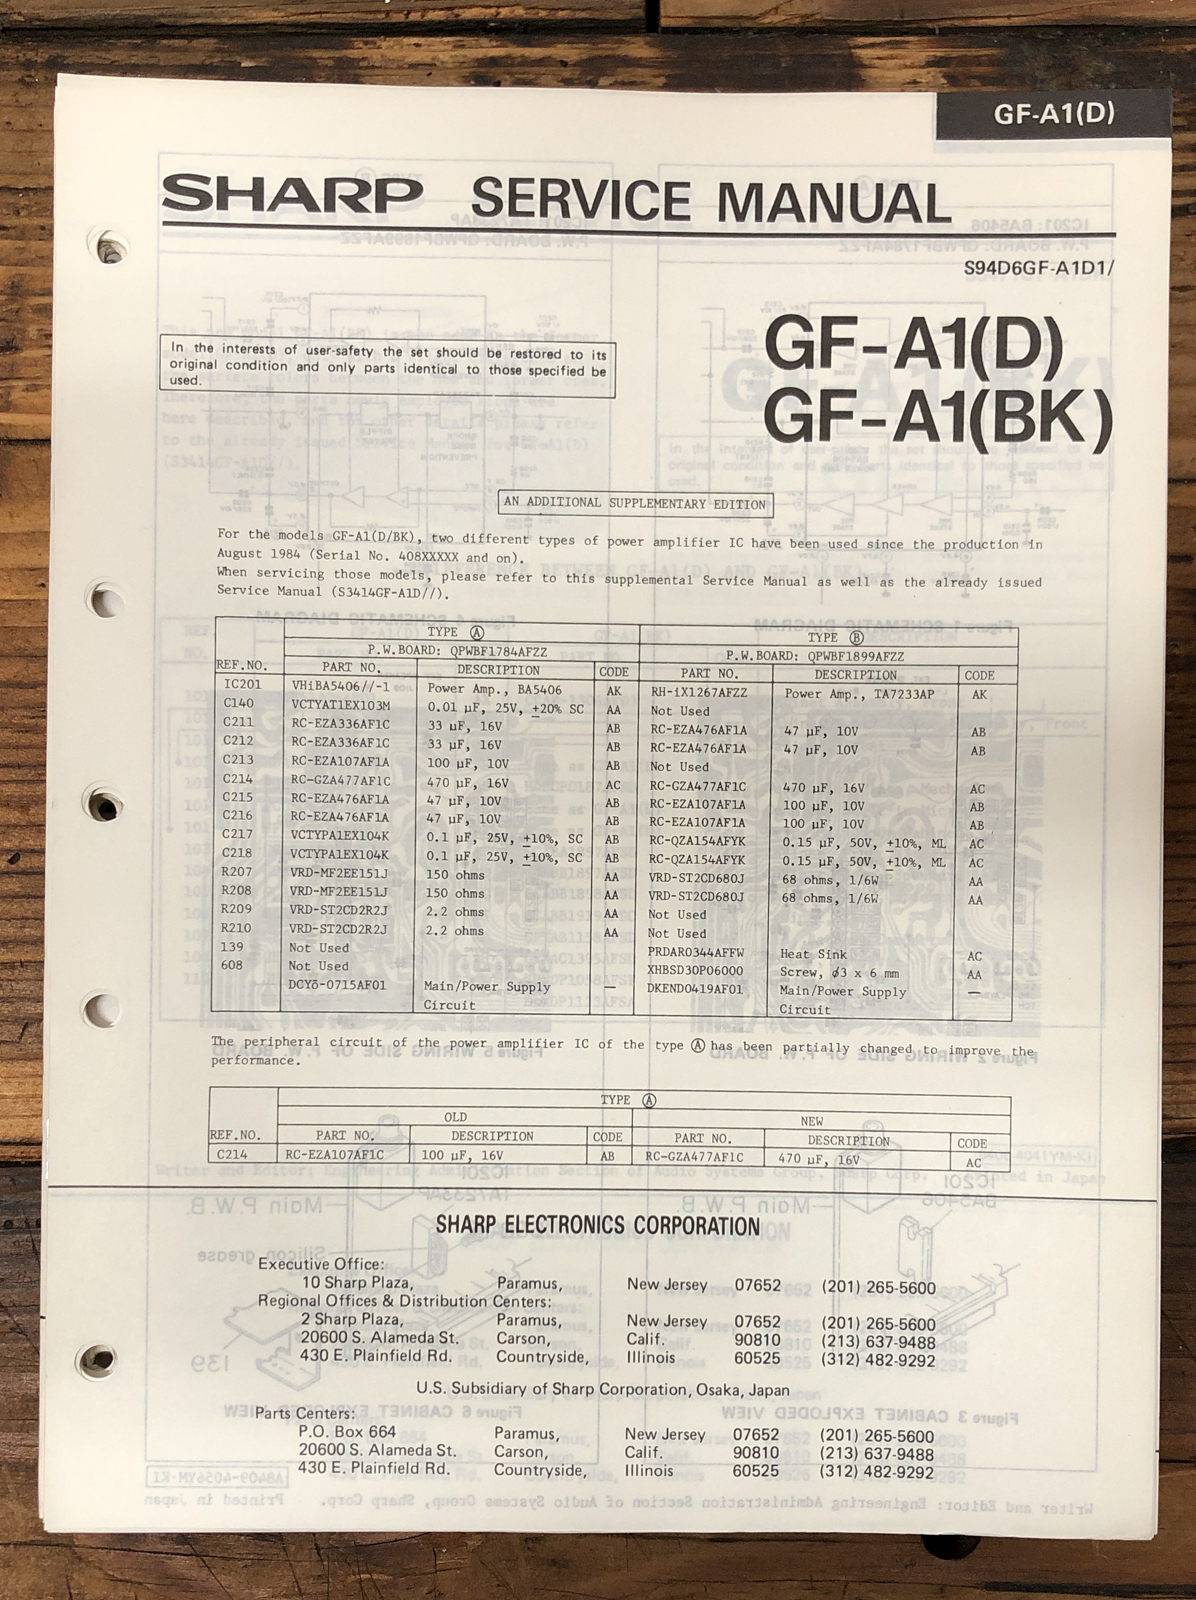 GF-A1(D)
SHARP SERVICE MANUAL
S94D6GF-A1D1/
GF-A1(D)
GF-A1(BK)
In the interests of user-safety the set should be restored to its
original condition and only parts identical to those specified be
used.
AN ADDITIONAL SUPPLEMENTARY EDITION
For the models GF-A1(D/BK), two different types of power amplifier IC have been used since the production in
August 1984 (Serial No. 408XXXXX and on).
When servicing those models, please refer to this supplemental Service Manual as well as the already issued
Service Manual (S3414GF-A1D//).
TYPE Ⓐ TYPE Ⓑ
P.W.BOARD: QPWBF1784AFZZ P.W.BOARD: QPWBF1899AFZZ
REF.NO. PART NO. DESCRIPTION CODE PART NO. DESCRIPTION CODE
IC201 VHiBA5406//-1 Power Amp., BA5406 AK RH-iX1267AFZZ Power Amp., TA7233AP AK
C140 VCTYAT1EX103M 0.01 µF, 25V, ±20% SC AA Not Used
C211 RC-EZA336AF1C 33 µF, 16V AB RC-EZA476AF1A 47 µF, 10V AB
C212 RC-EZA336AF1C 33 µF, 16V AB RC-EZA476AF1A 47 µF, 10V AB
C213 RC-EZA107AF1A 100 µF, 10V AB Not Used
C214 RC-GZA477AF1C 470 µF, 16V AC RC-GZA477AF1C 470 µF, 16V AC
C215 RC-EZA476AF1A 47 µF, 10V AB RC-EZA107AF1A 100 µF, 10V AB
C216 RC-EZA476AF1A 47 µF, 10V AB RC-EZA107AF1A 100 µF, 10V AB
C217 VCTYPA1EX104K 0.1 µF, 25V, ±10%, SC AB RC-QZA154AFYK 0.15 µF, 50V, ±10%, ML AC
C218 VCTYPA1EX104K 0.1 µF, 25V, ±10%, SC AB RC-QZA154AFYK 0.15 µF, 50V, ±10%, ML AC
R207 VRD-MF2EE151J 150 ohms AA VRD-ST2CD680J 68 ohms, 1/6W AA
R208 VRD-MF2EE151J 150 ohms AA VRD-ST2CD680J 68 ohms, 1/6W AA
R209 VRD-ST2CD2R2J 2.2 ohms AA Not Used
R210 VRD-ST2CD2R2J 2.2 ohms AA Not Used
139 Not Used PRDAR0344AFFW Heat Sink AC
608 Not Used XHBSD30P06000 Screw, ϕ3 x 6 mm AA
DCYō-0715AF01 Main/Power Supply — DKEND0419AF01 Main/Power Supply —
Circuit Circuit
The peripheral circuit of the power amplifier IC of the type Ⓐ has been partially changed to improve the
performance.
TYPE Ⓐ
OLD NEW
REF.NO. PART NO. DESCRIPTION CODE PART NO. DESCRIPTION CODE
C214 RC-EZA107AF1C 100 µF, 16V AB RC-GZA477AF1C 470 µF, 16V AC
SHARP ELECTRONICS CORPORATION
Executive Office:
10 Sharp Plaza, Paramus, New Jersey 07652 (201) 265-5600
Regional Offices & Distribution Centers:
2 Sharp Plaza, Paramus, New Jersey 07652 (201) 265-5600
20600 S. Alameda St. Carson, Calif. 90810 (213) 637-9488
430 E. Plainfield Rd. Countryside, Illinois 60525 (312) 482-9292
U.S. Subsidiary of Sharp Corporation, Osaka, Japan
Parts Centers:
P.O. Box 664 Paramus, New Jersey 07652 (201) 265-5600
20600 S. Alameda St. Carson, Calif. 90810 (213) 637-9488
430 E. Plainfield Rd. Countryside, Illinois 60525 (312) 482-9292